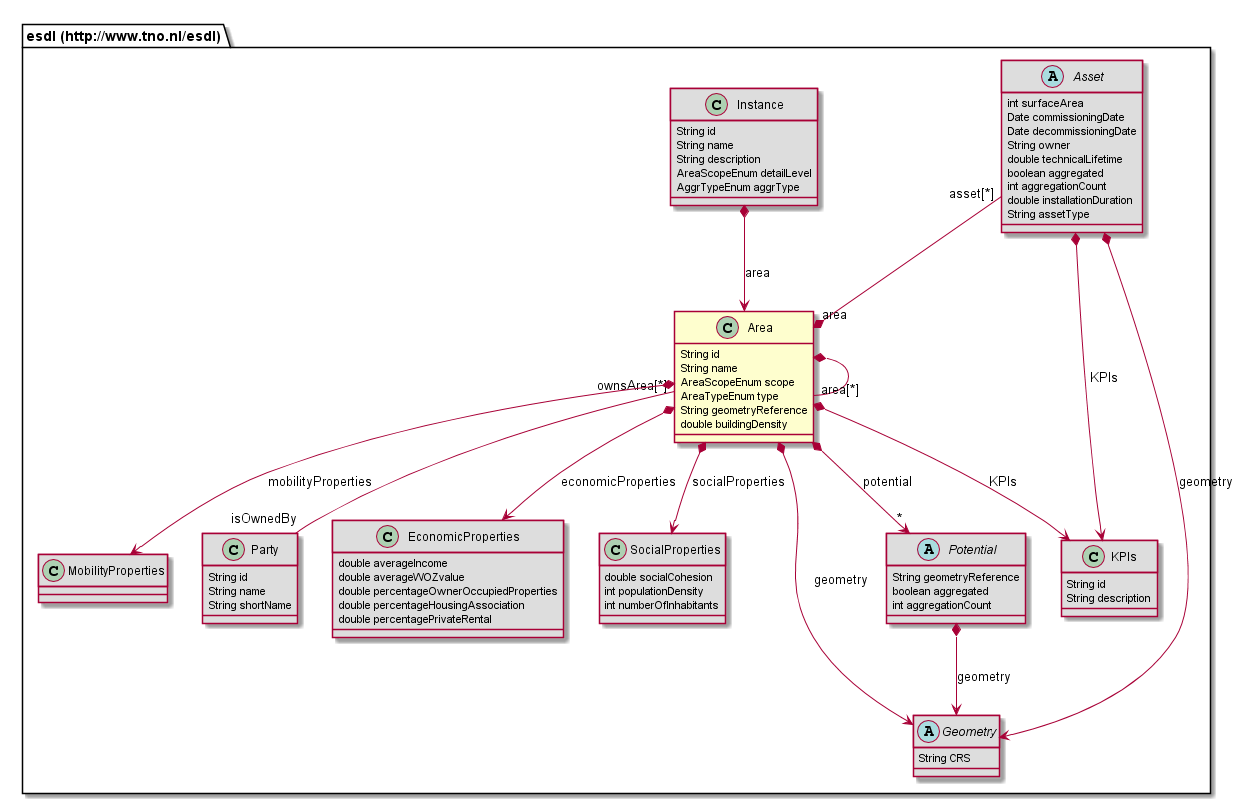 esdl (http://www.tno.nl/esdl)
A Asset
int surfaceArea
Date commissioningDate
Date decommissioningDate
String owner
double technicalLifetime
boolean aggregated
int aggregationCount
double installationDuration
String assetType
C Instance
String id
String name
String description
AreaScopeEnum detailLevel
AggrTypeEnum aggrType
asset[*]
area
area
C Area
String id
String name
AreaScopeEnum scope
AreaTypeEnum type
String geometryReference
double buildingDensity
ownsArea[*]
area[*]
KPIs
mobilityProperties
economicProperties
socialProperties
potential
KPIs
geometry
isOwnedBy
*
C MobilityProperties
C Party
String id
String name
String shortName
C EconomicProperties
double averageIncome
double averageWOZvalue
double percentageOwnerOccupiedProperties
double percentageHousingAssociation
double percentagePrivateRental
C SocialProperties
double socialCohesion
int populationDensity
int numberOfInhabitants
geometry
A Potential
String geometryReference
boolean aggregated
int aggregationCount
C KPIs
String id
String description
geometry
A Geometry
String CRS